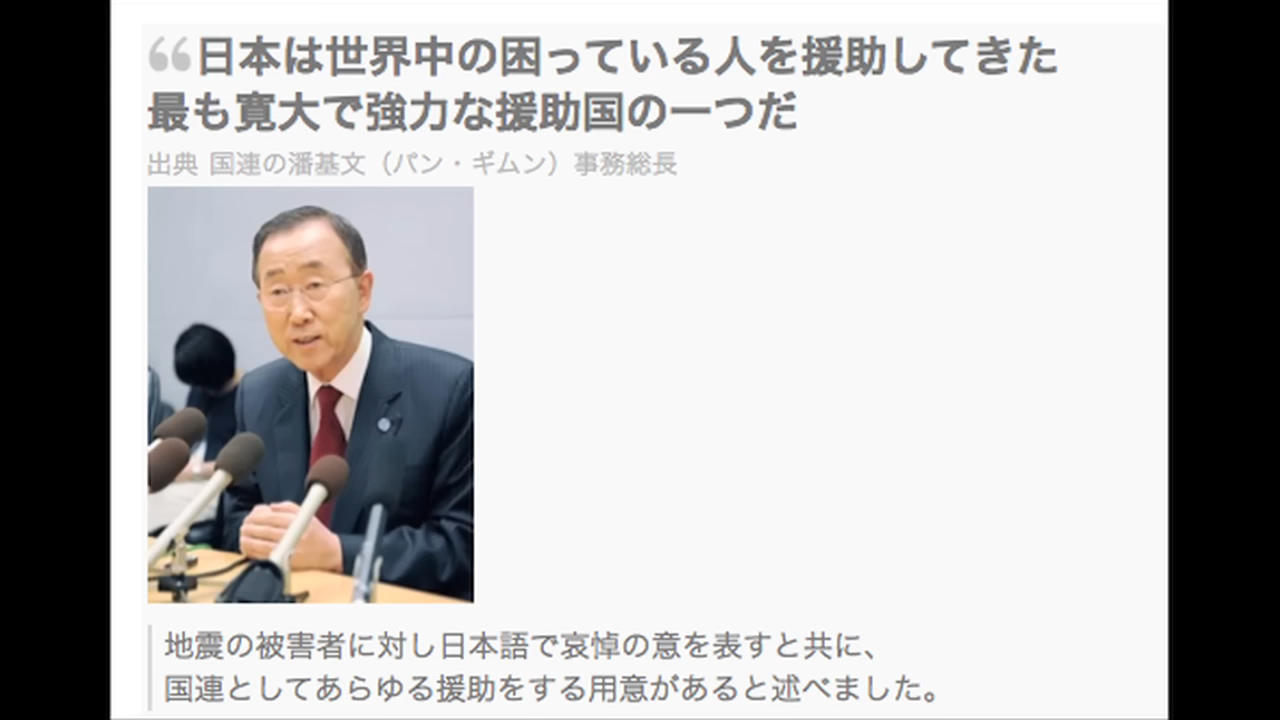 ❝日本は世界中の困っている人を援助してきた
最も寛大で強力な援助国の一つだ
出典 国連の潘基文（パン・ギムン）事務総長
地震の被害者に対し日本語で哀悼の意を表すと共に、
国連としてあらゆる援助をする用意があると述べました。